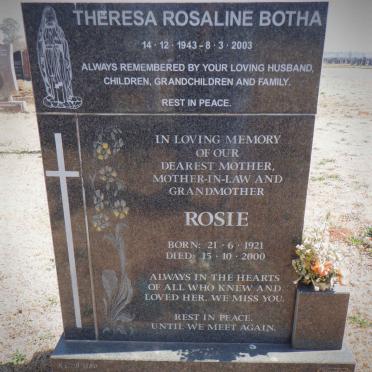 THERESA ROSALINE BOTHA
14 · 12 · 1943 - 8 · 3 · 2003
ALWAYS REMEMBERED BY YOUR LOVING HUSBAND,
CHILDREN, GRANDCHILDREN AND FAMILY.
REST IN PEACE.
IN LOVING MEMORY
OF OUR
DEAREST MOTHER,
MOTHER-IN-LAW AND
GRANDMOTHER
ROSIE
BORN: 21 · 6 · 1921
DIED: 15 · 10 · 2000
ALWAYS IN THE HEARTS
OF ALL WHO KNEW AND
LOVED HER. WE MISS YOU.
REST IN PEACE.
UNTIL WE MEET AGAIN.